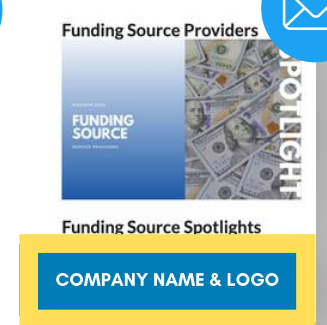 Funding Source Providers
FUNDING
SOURCE
SERVICE PROVIDERS
SPOTLIGHT
Funding Source Spotlights
COMPANY NAME & LOGO